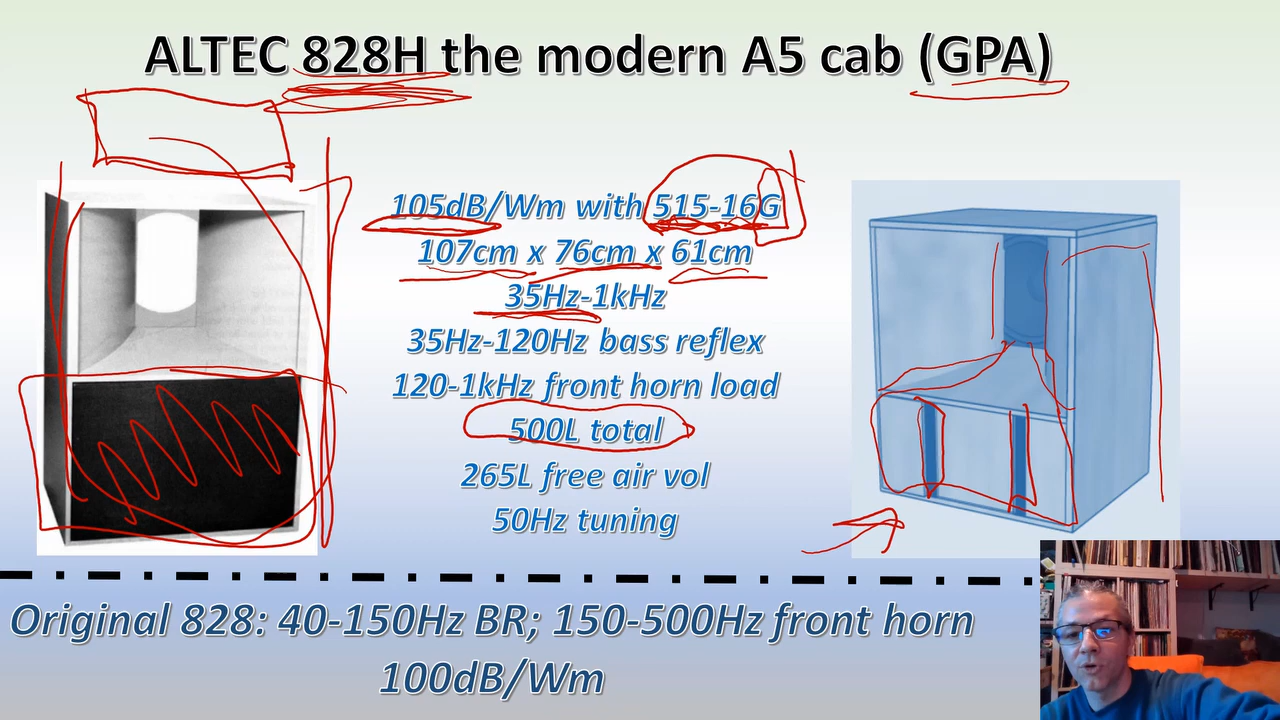 ALTEC 828H the modern A5 cab (GPA)
105dB/Wm with 515-16G
107cm x 76cm x 61cm
35Hz-1kHz
35Hz-120Hz bass reflex
120-1kHz front horn load
500L total
265L free air vol
50Hz tuning
Original 828: 40-150Hz BR; 150-500Hz front horn
100dB/Wm